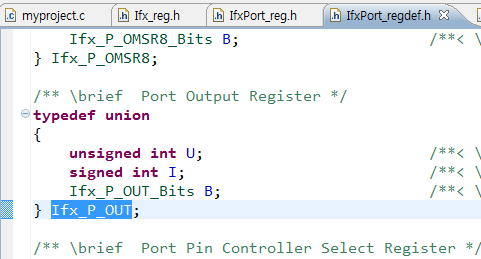 myproject.c Ifx_reg.h IfxPort_reg.h IfxPort_regdef.h
Ifx_P_OMSR8_Bits B; /**< \
} Ifx_P_OMSR8;
/** \brief Port Output Register */
typedef union
{
unsigned int U; /**< \
signed int I; /**< \
Ifx_P_OUT_Bits B; /**< \
} Ifx_P_OUT;
/** \brief Port Pin Controller Select Register */